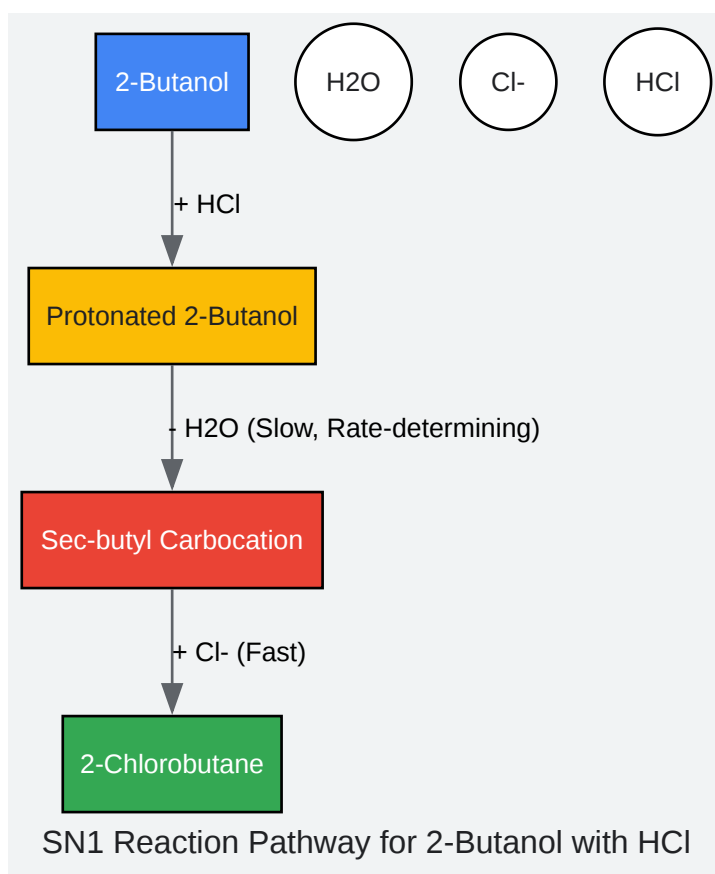 2-Butanol
H2O
Cl-
HCl
+ HCl
Protonated 2-Butanol
- H2O (Slow, Rate-determining)
Sec-butyl Carbocation
+ Cl- (Fast)
2-Chlorobutane
SN1 Reaction Pathway for 2-Butanol with HCl